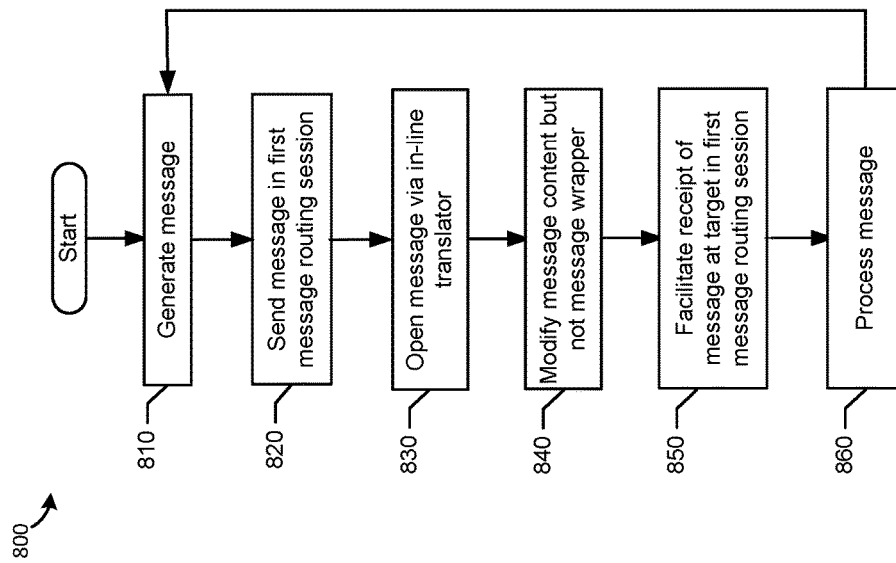 800
Start
810
Generate message
820
Send message in first
message routing session
830
Open message via in-line
translator
840
Modify message content but
not message wrapper
850
Facilitate receipt of
message at target in first
message routing session
860
Process message